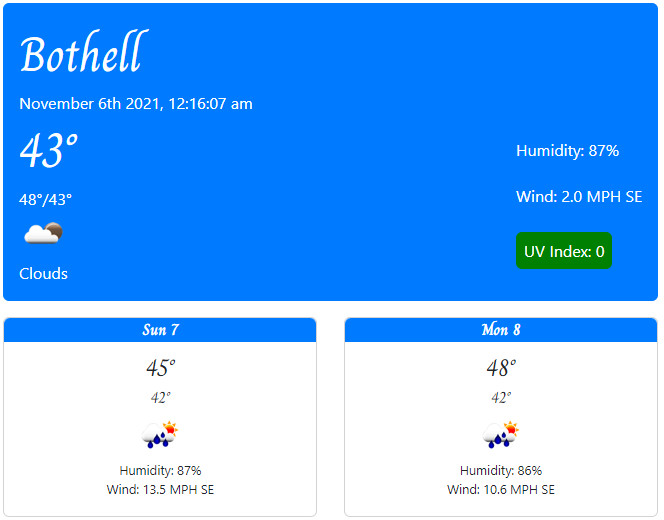 Bothell
November 6th 2021, 12:16:07 am
43°
48°/43°
Clouds
Humidity: 87%
Wind: 2.0 MPH SE
UV Index: 0
Sun 7
45°
42°
Humidity: 87%
Wind: 13.5 MPH SE
Mon 8
48°
42°
Humidity: 86%
Wind: 10.6 MPH SE